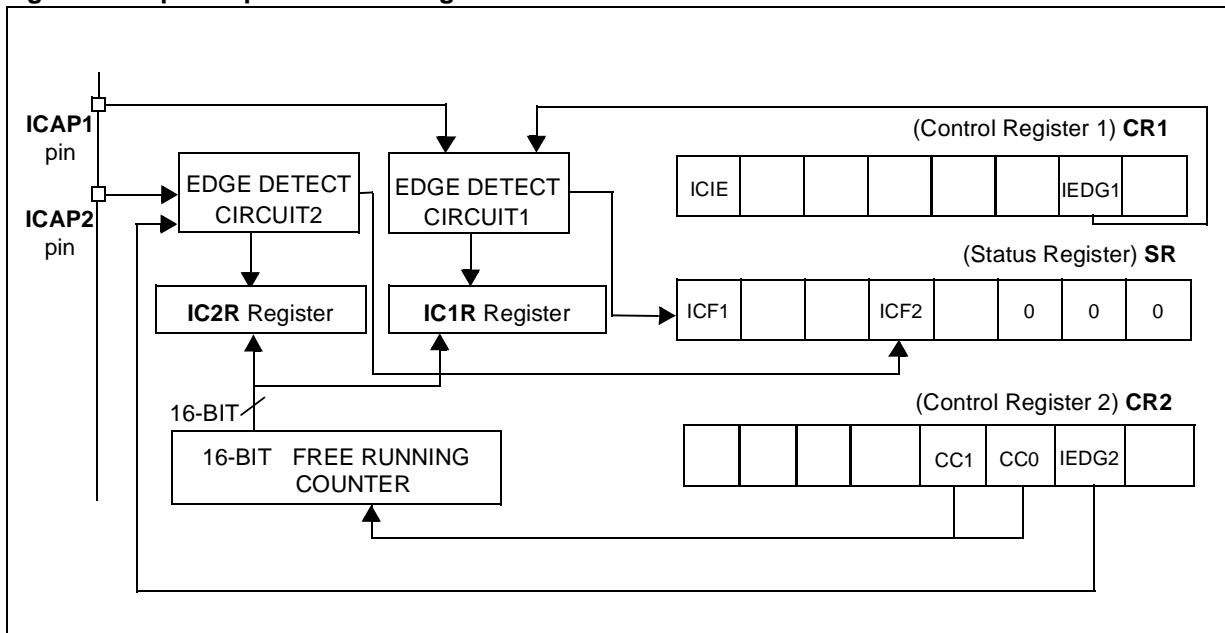 ICAP1
pin
ICAP2
pin
EDGE DETECT
CIRCUIT2
EDGE DETECT
CIRCUIT1
IC2R Register
IC1R Register
16-BIT
16-BIT FREE RUNNING
COUNTER
(Control Register 1) CR1
ICIE IEDG1
(Status Register) SR
ICF1 ICF2 0 0 0
(Control Register 2) CR2
CC1 CC0 IEDG2